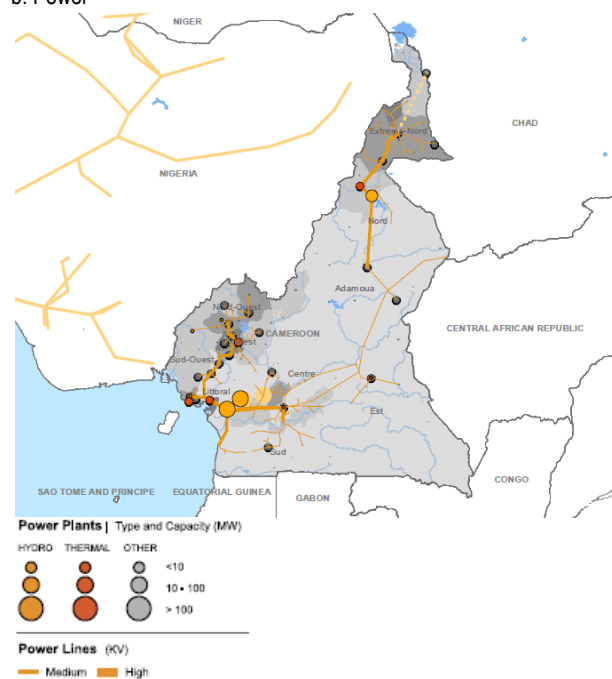 b. Power
NIGER
CHAD
Extreme-Nord
NIGERIA
Nord
Adamoua
Nord-Ouest
CENTRAL AFRICAN REPUBLIC
CAMEROON
Sud-Ouest
Centre
Littoral
Est
Sud
CONGO
SAO TOME AND PRINCIPE
EQUATORIAL GUINEA
GABON
Power Plants | Type and Capacity (MW)
HYDRO THERMAL OTHER
<10
10 - 100
> 100
Power Lines (KV)
Medium High